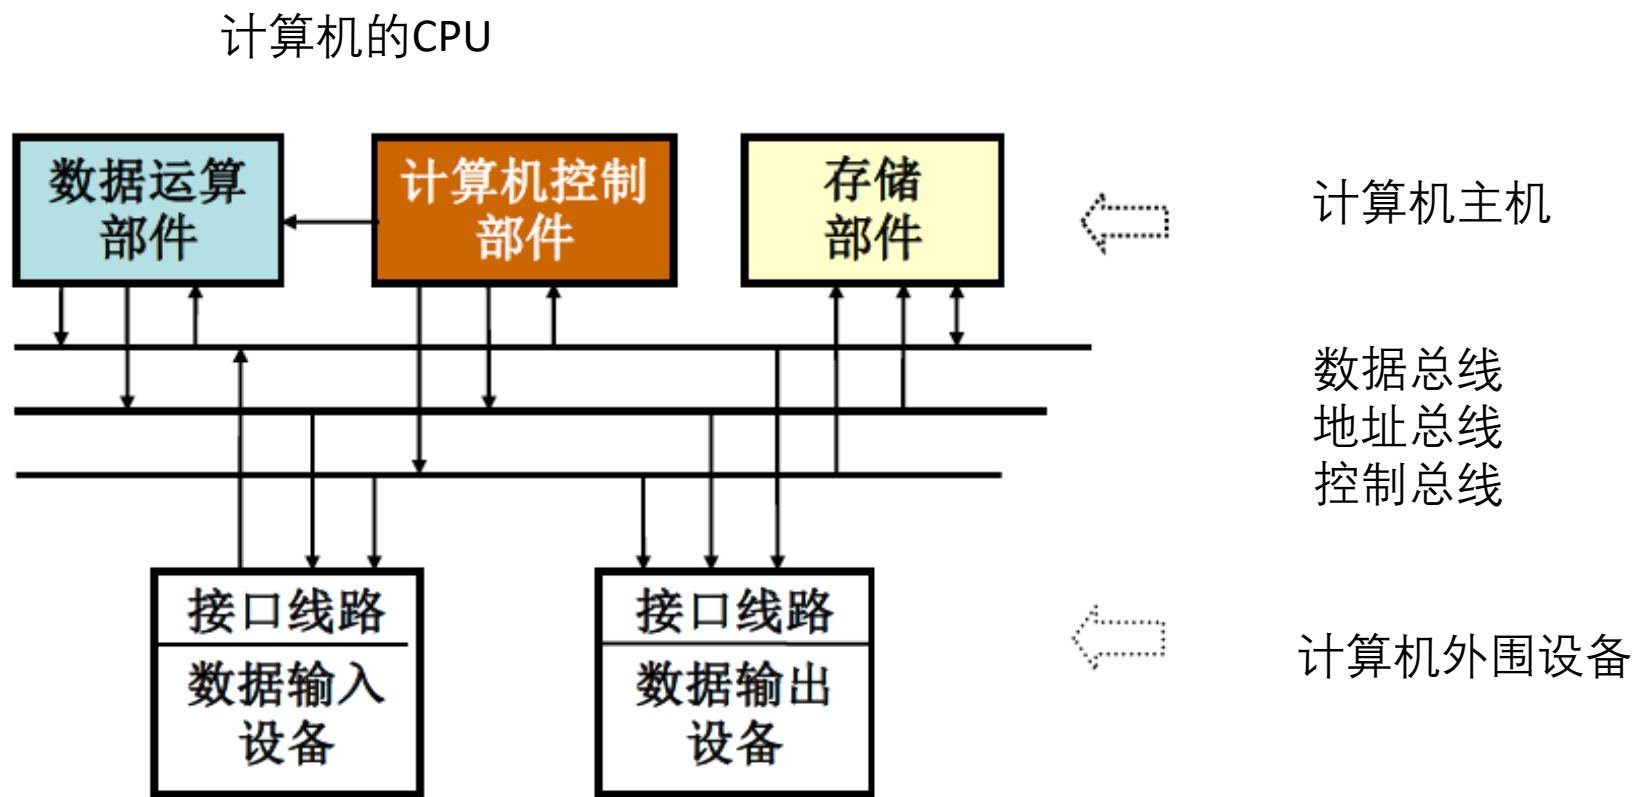 计算机的CPU
数据运算
部件
计算机控制
部件
存储
部件
计算机主机
数据总线
地址总线
控制总线
接口线路
数据输入
设备
接口线路
数据输出
设备
计算机外围设备